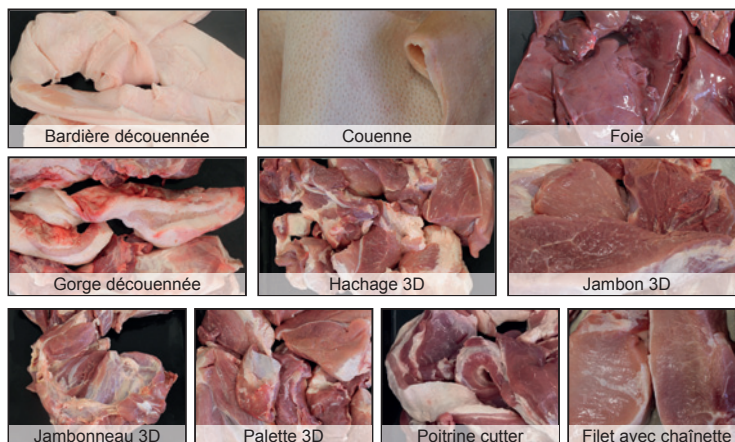 Bardière découennée
Couenne
Foie
Gorge découennée
Hachage 3D
Jambon 3D
Jambonneau 3D
Palette 3D
Poitrine cutter
Filet avec chaînette